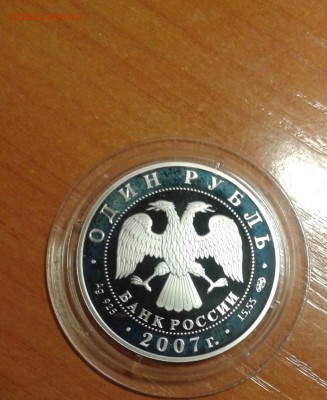 ОДИН РУБЛЬ
Ag 925
БАНК РОССИИ
15,55
2007 г.